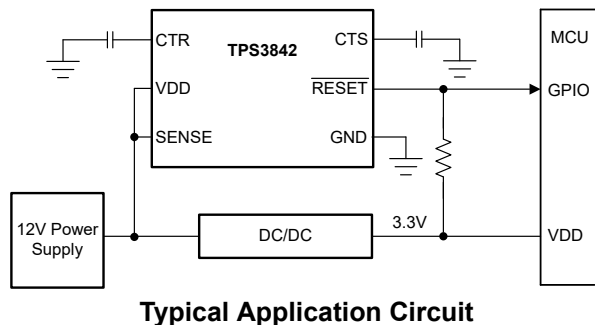 CTR
TPS3842
CTS
MCU
VDD
RESET
GPIO
SENSE
GND
12V Power
Supply
DC/DC
3.3V
VDD
Typical Application Circuit